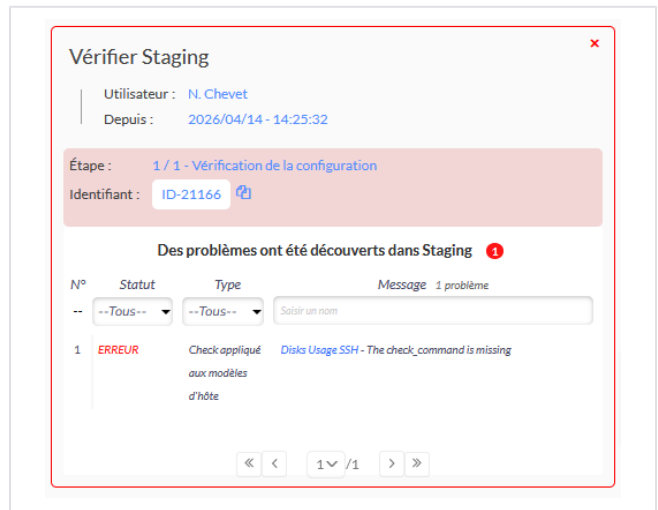 Vérifier Staging
Utilisateur : N. Chevet
Depuis : 2026/04/14 - 14:25:32
Étape : 1 / 1 - Vérification de la configuration
Identifiant : ID-21166
Des problèmes ont été découverts dans Staging 1
N° Statut Type Message 1 problème
-- --Tous-- --Tous-- Saisir un nom
1 ERREUR Check appliqué Disks Usage SSH - The check_command is missing
aux modèles
d'hôte
1 /1